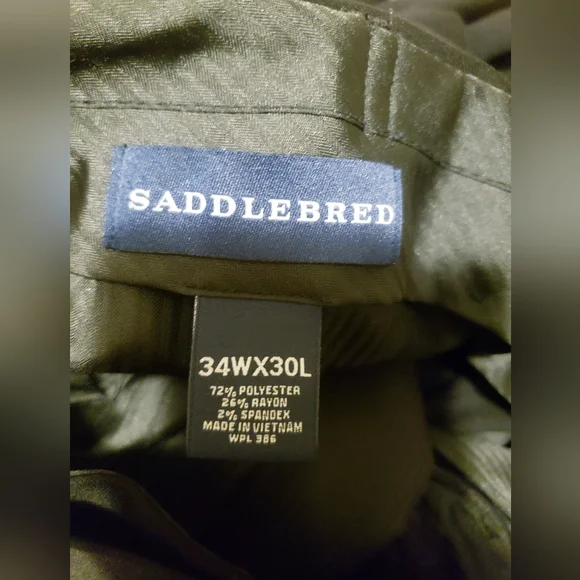 SADDLEBRED
34WX30L
72% POLYESTER
26% RAYON
2% SPANDEX
MADE IN VIETNAM
WPL 386